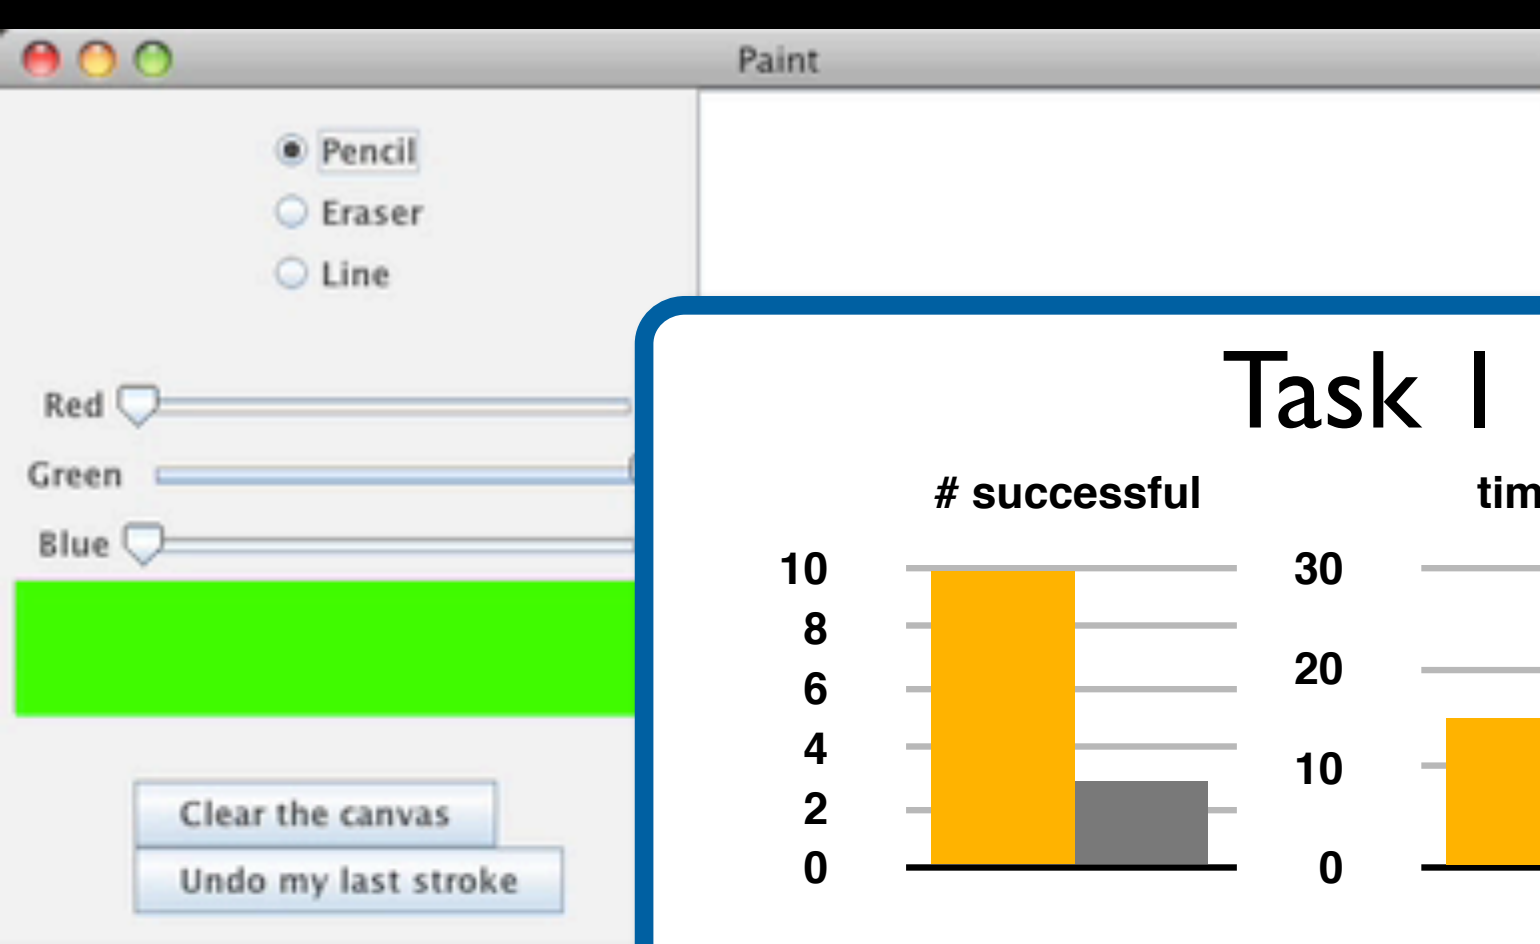 Paint
Pencil
Eraser
Line
Red
Green
Blue
Clear the canvas
Undo my last stroke
Task 1
# successful
10
8
6
4
2
0
tim
30
20
10
0